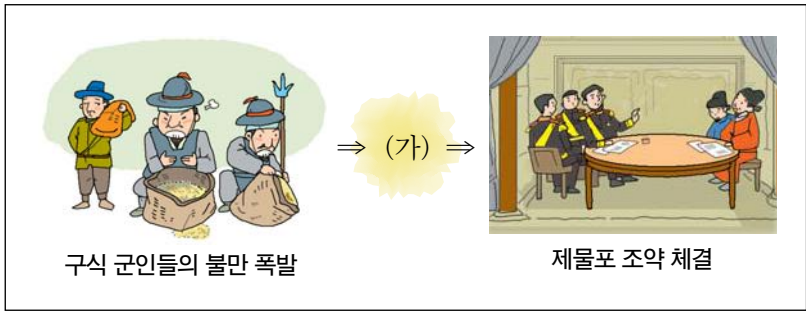 ⇒ (가) ⇒
구식 군인들의 불만 폭발
제물포 조약 체결